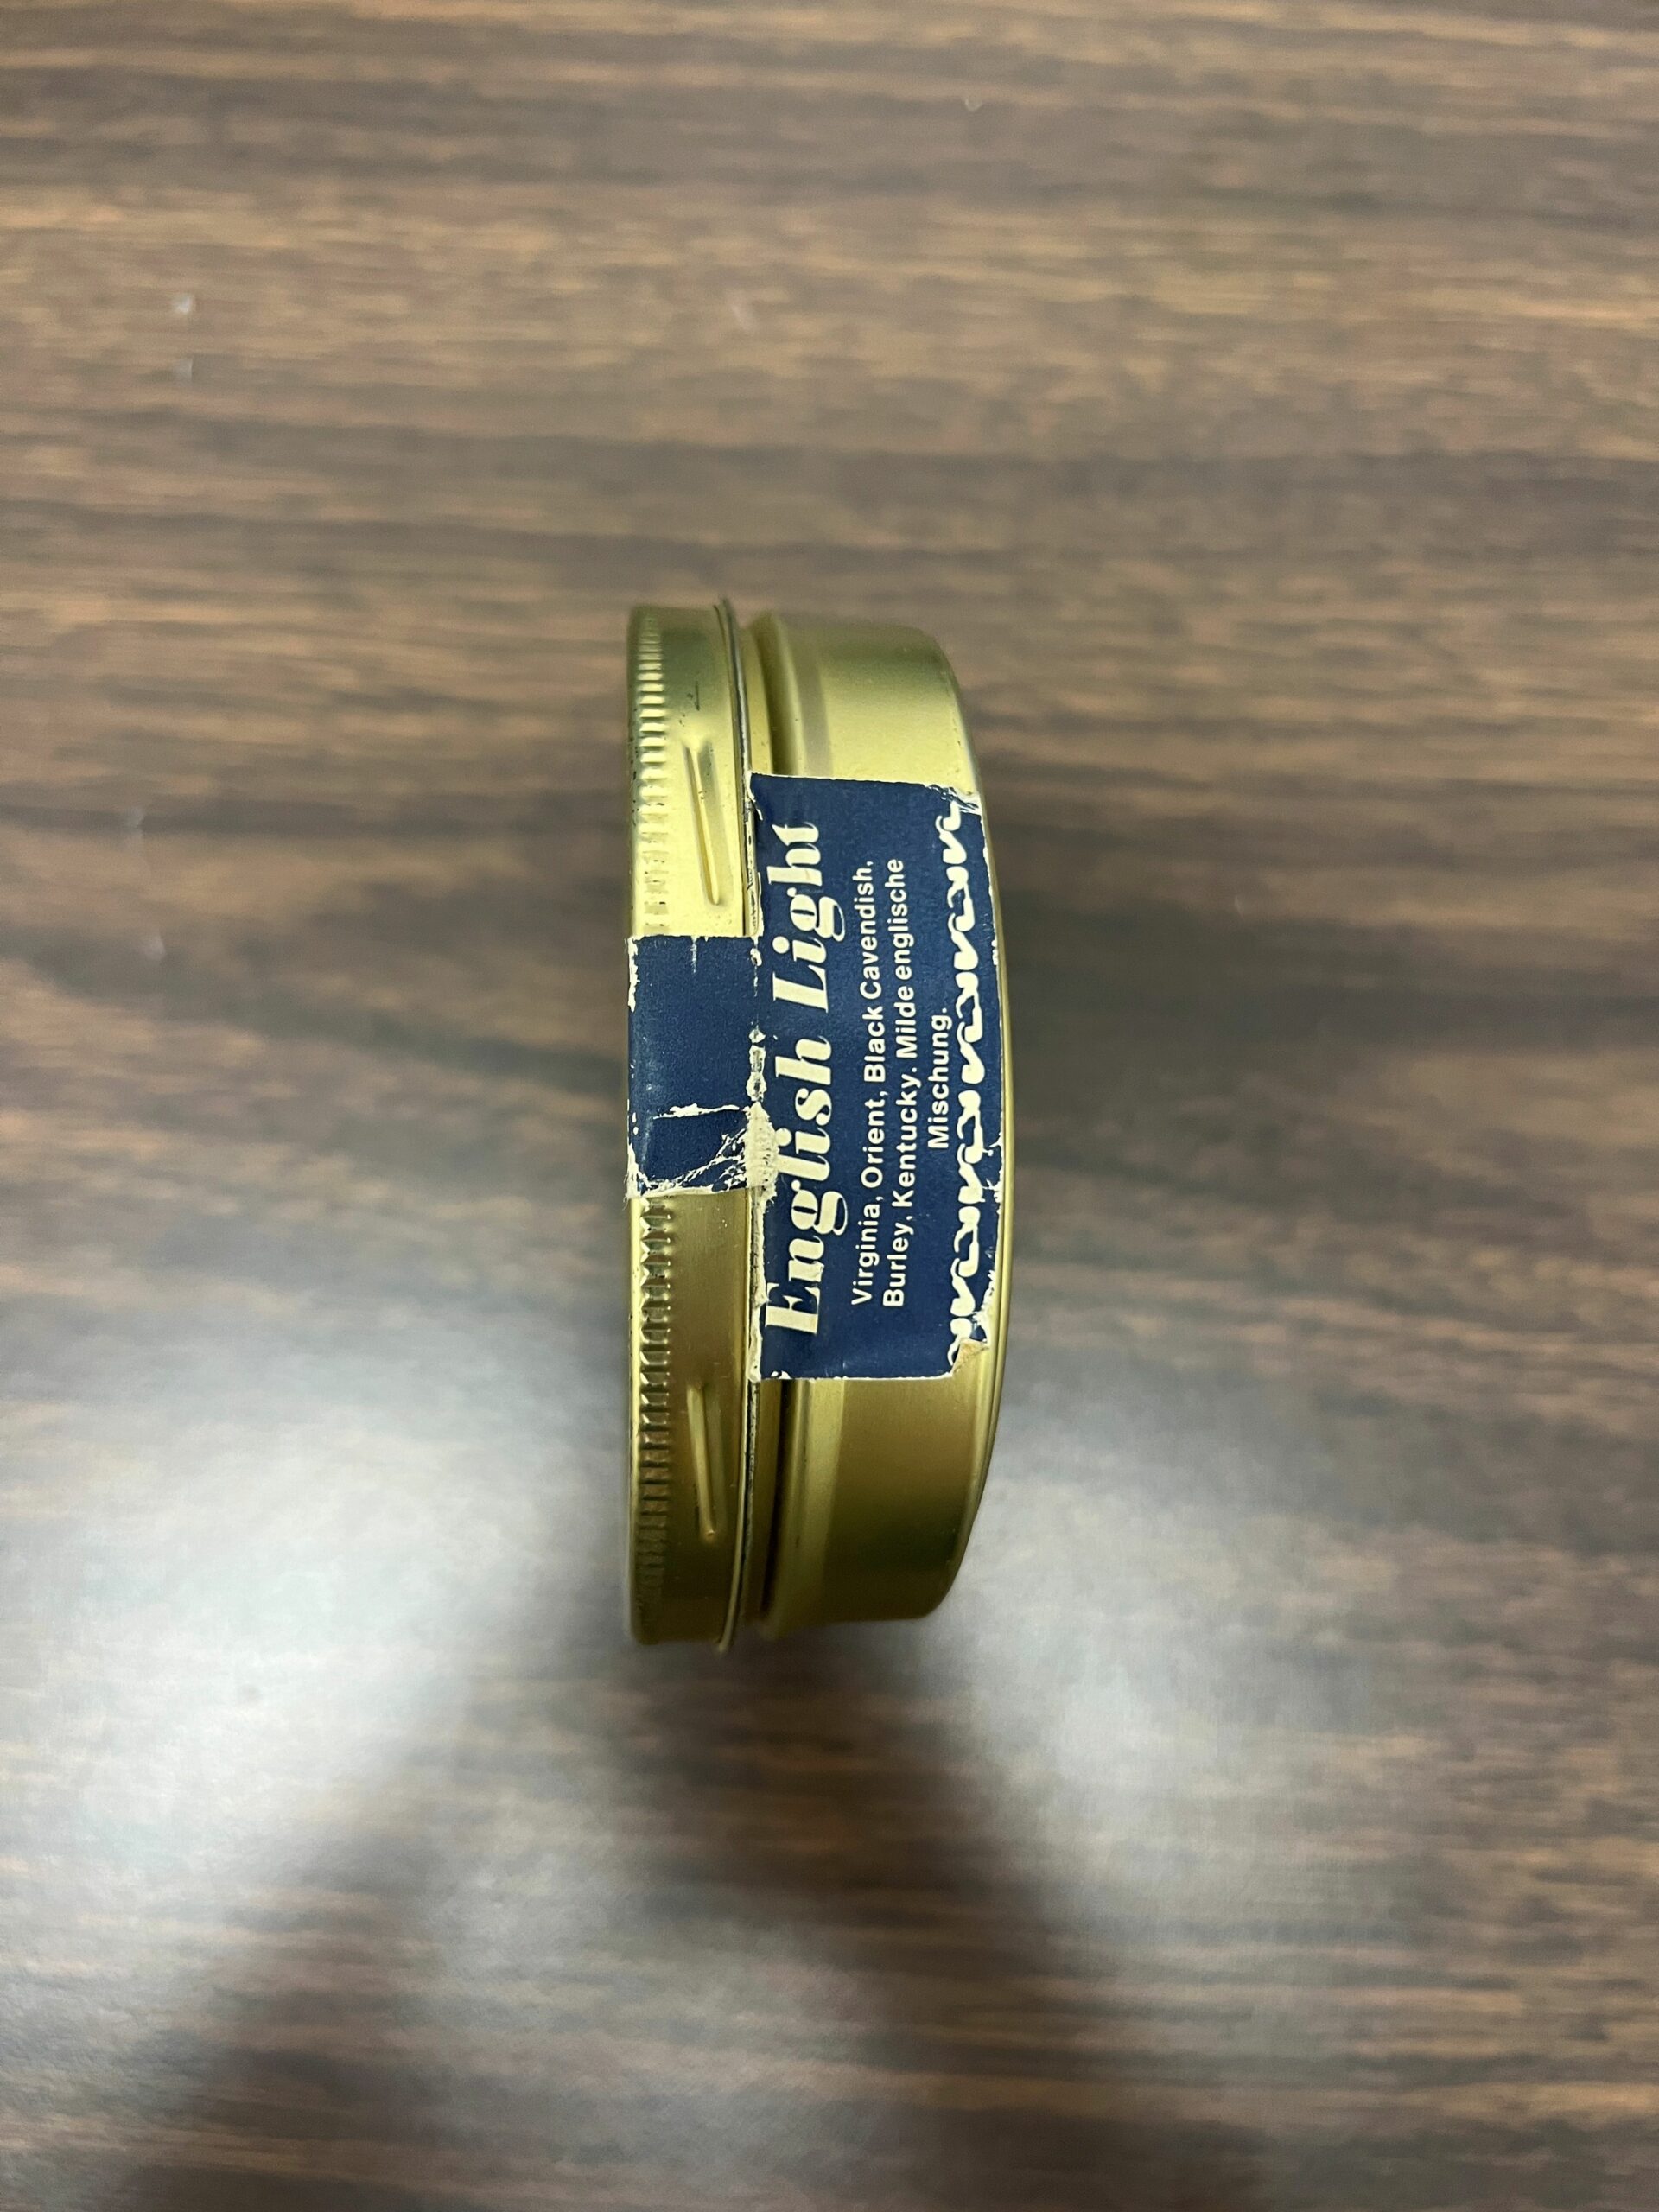 English Light
Virginia, Orient, Black Cavendish,
Burley, Kentucky. Milde englische
Mischung.